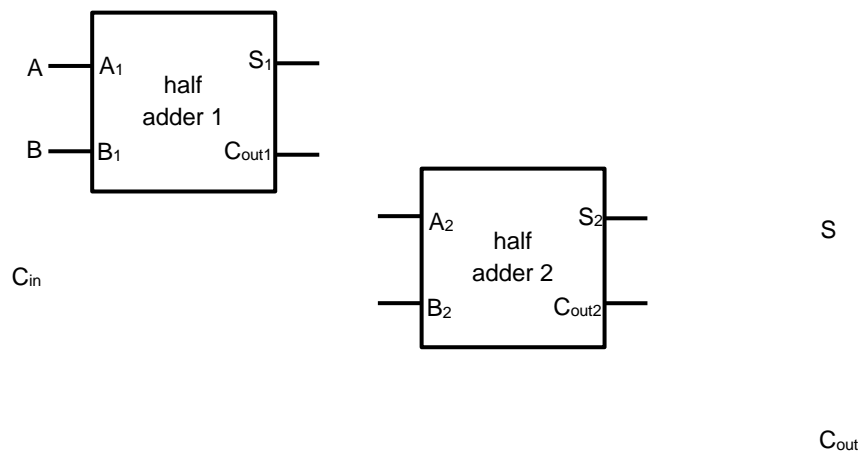 A A₁ S₁
half
adder 1
B B₁ Cout1
A₂ S₂
half
adder 2
S
Cin
B₂ Cout2
Cout